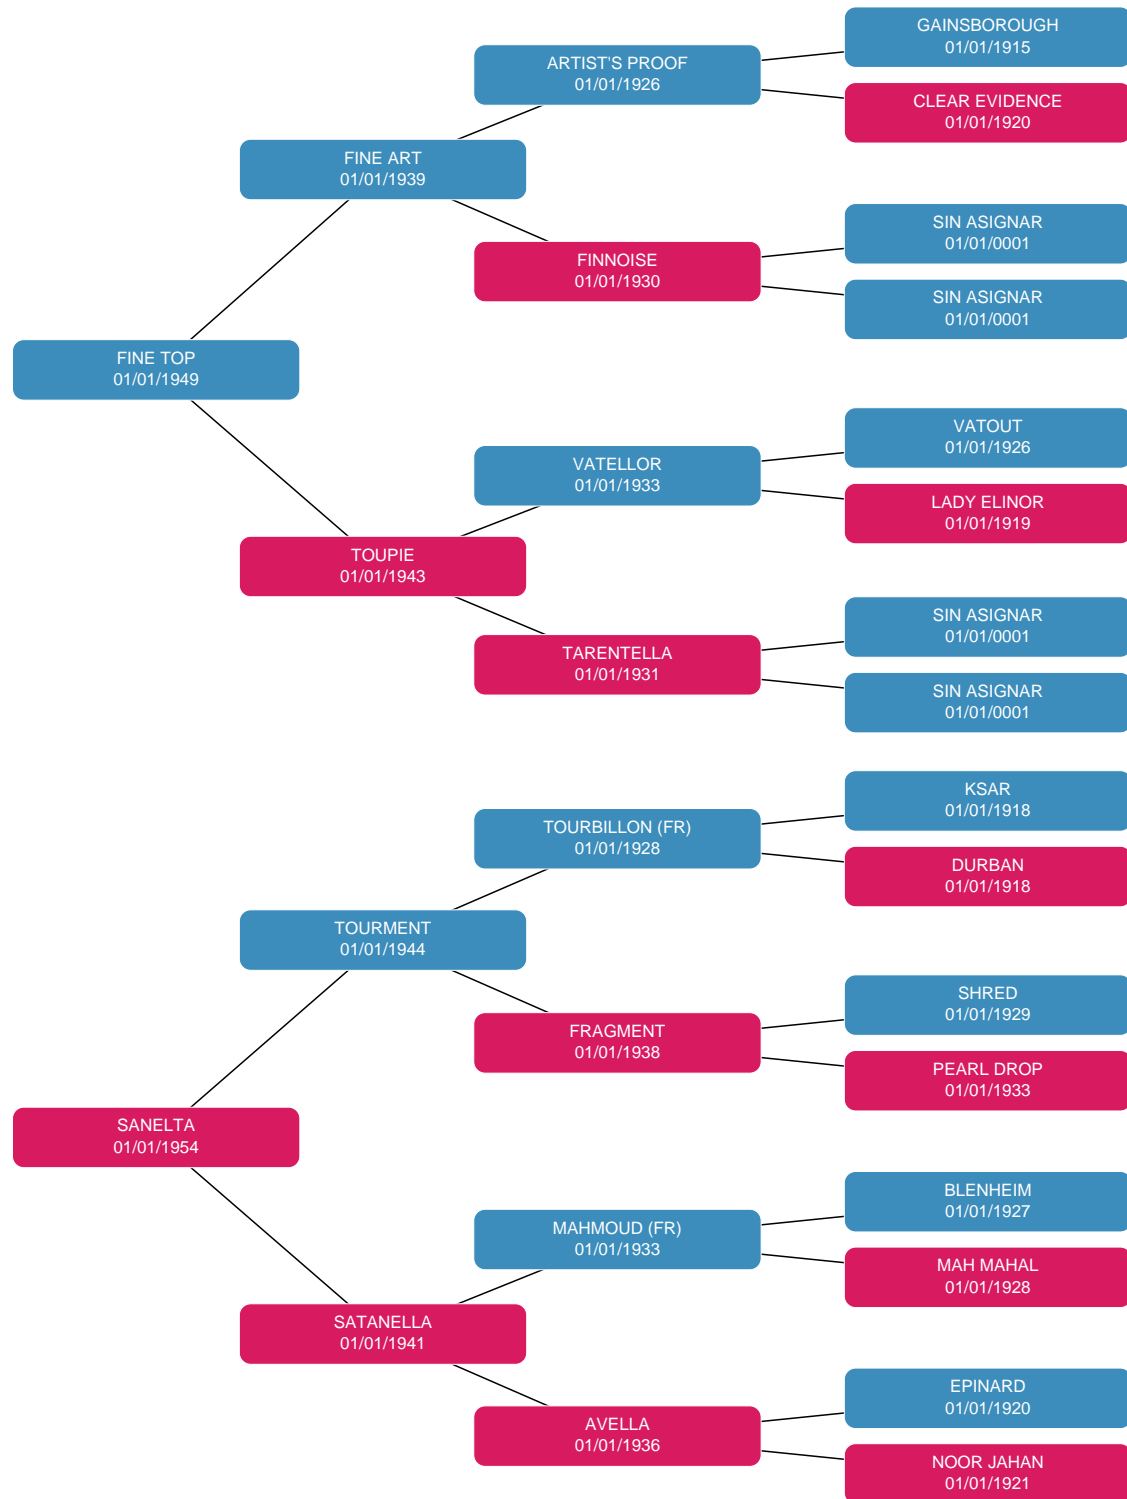 GAINSBOROUGH
01/01/1915
ARTIST'S PROOF
01/01/1926
CLEAR EVIDENCE
01/01/1920
FINE ART
01/01/1939
SIN ASIGNAR
01/01/0001
FINNOISE
01/01/1930
SIN ASIGNAR
01/01/0001
FINE TOP
01/01/1949
VATOUT
01/01/1926
VATELLOR
01/01/1933
LADY ELINOR
01/01/1919
TOUPIE
01/01/1943
SIN ASIGNAR
01/01/0001
TARENTELLA
01/01/1931
SIN ASIGNAR
01/01/0001
KSAR
01/01/1918
TOURBILLON (FR)
01/01/1928
DURBAN
01/01/1918
TOURMENT
01/01/1944
SHRED
01/01/1929
FRAGMENT
01/01/1938
PEARL DROP
01/01/1933
SANELTA
01/01/1954
BLENHEIM
01/01/1927
MAHMOUD (FR)
01/01/1933
MAH MAHAL
01/01/1928
SATANELLA
01/01/1941
EPINARD
01/01/1920
AVELLA
01/01/1936
NOOR JAHAN
01/01/1921